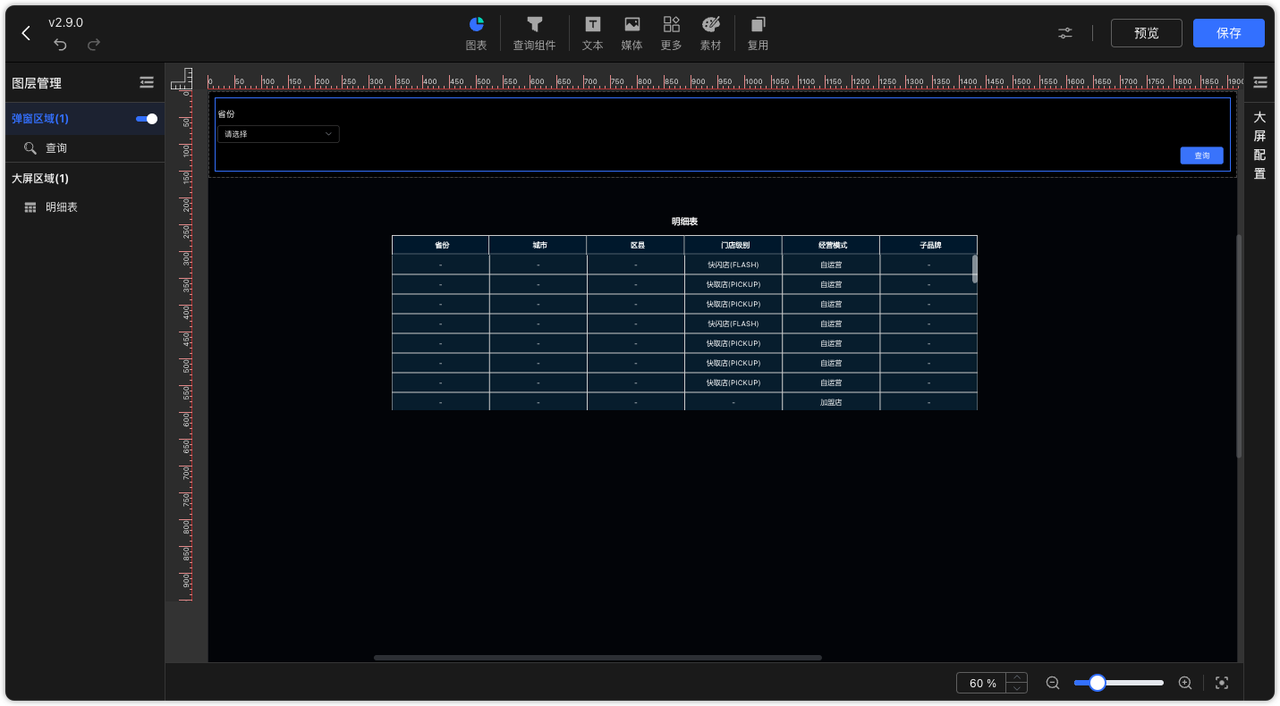 v2.9.0
图表
查询组件
文本
媒体
更多
素材
复用
预览
保存
图层管理
弹窗区域(1)
查询
大屏区域(1)
明细表
0 50 100 150 200 250 300 350 400 450 500 550 600 650 700 750 800 850 900 950 1000 1050 1100 1150 1200 1250 1300 1350 1400 1450 1500 1550 1600 1650 1700 1750 1800 1850 1900
0 50 100 150 200 250 300 350 400 450 500 550 600 650 700 750 800 850 900
大屏配置
省份
请选择
查询
明细表
省份 城市 区县 门店级别 经营模式 子品牌
- - - 快闪店(FLASH) 自运营 -
- - - 快取店(PICKUP) 自运营 -
- - - 快取店(PICKUP) 自运营 -
- - - 快闪店(FLASH) 自运营 -
- - - 快取店(PICKUP) 自运营 -
- - - 快取店(PICKUP) 自运营 -
- - - 快取店(PICKUP) 自运营 -
- - - - 加盟店 -
60 %